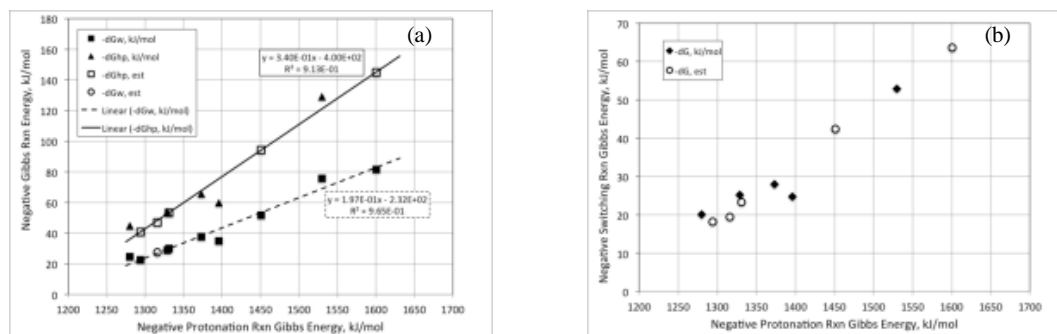 180
160
140
120
100
80
60
40
20
0
Negative Gibbs Rxn Energy, kJ/mol
-dGw, kJ/mol
-dGhp, kJ/mol
-dGhp, est
-dGw, est
Linear (-dGw, kJ/mol)
Linear (-dGhp, kJ/mol)
(a)
y = 3.40E-01x - 4.00E+02
R² = 9.13E-01
y = 1.97E-01x - 2.32E+02
R² = 9.65E-01
1200 1250 1300 1350 1400 1450 1500 1550 1600 1650 1700
Negative Protonation Rxn Gibbs Energy, kJ/mol
70
60
50
40
30
20
10
0
Negative Switching Rxn Gibbs Energy, kJ/mol
-dG, kJ/mol
-dG, est
(b)
1200 1250 1300 1350 1400 1450 1500 1550 1600 1650 1700
Negative Protonation Rxn Gibbs Energy, kJ/mol